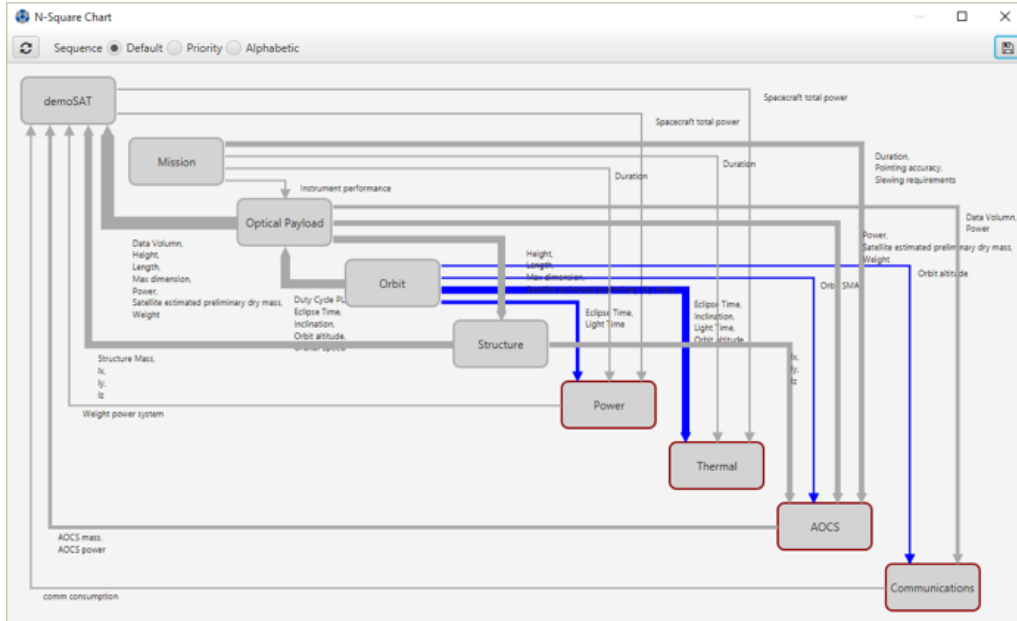 N-Square Chart
Sequence Default Priority Alphabetic
demoSAT
Spacecraft total power
Spacecraft total power
Mission
Duration
Duration
Duration,
Pointing accuracy,
Slewing requirements
Instrument performance
Optical Payload
Data Volumn,
Height,
Length,
Max dimension,
Power,
Satellite estimated preliminary dry mass,
Weight
Height,
Length,
Max dimension,
Power,
Satellite estimated preliminary dry mass,
Weight
Data Volumn,
Power
Orbit
Orbit altitude
Orbit SMA
Duty Cycle PL,
Eclipse Time,
Inclination,
Orbit altitude,
Orbital speed
Eclipse Time,
Light Time
Eclipse Time,
Inclination,
Light Time,
Orbit altitude,
Structure
Structure Mass,
Ix,
Iy,
Iz
Ix,
Iy,
Iz
Power
Weight power system
Thermal
AOCS
AOCS mass,
AOCS power
Communications
comm consumption